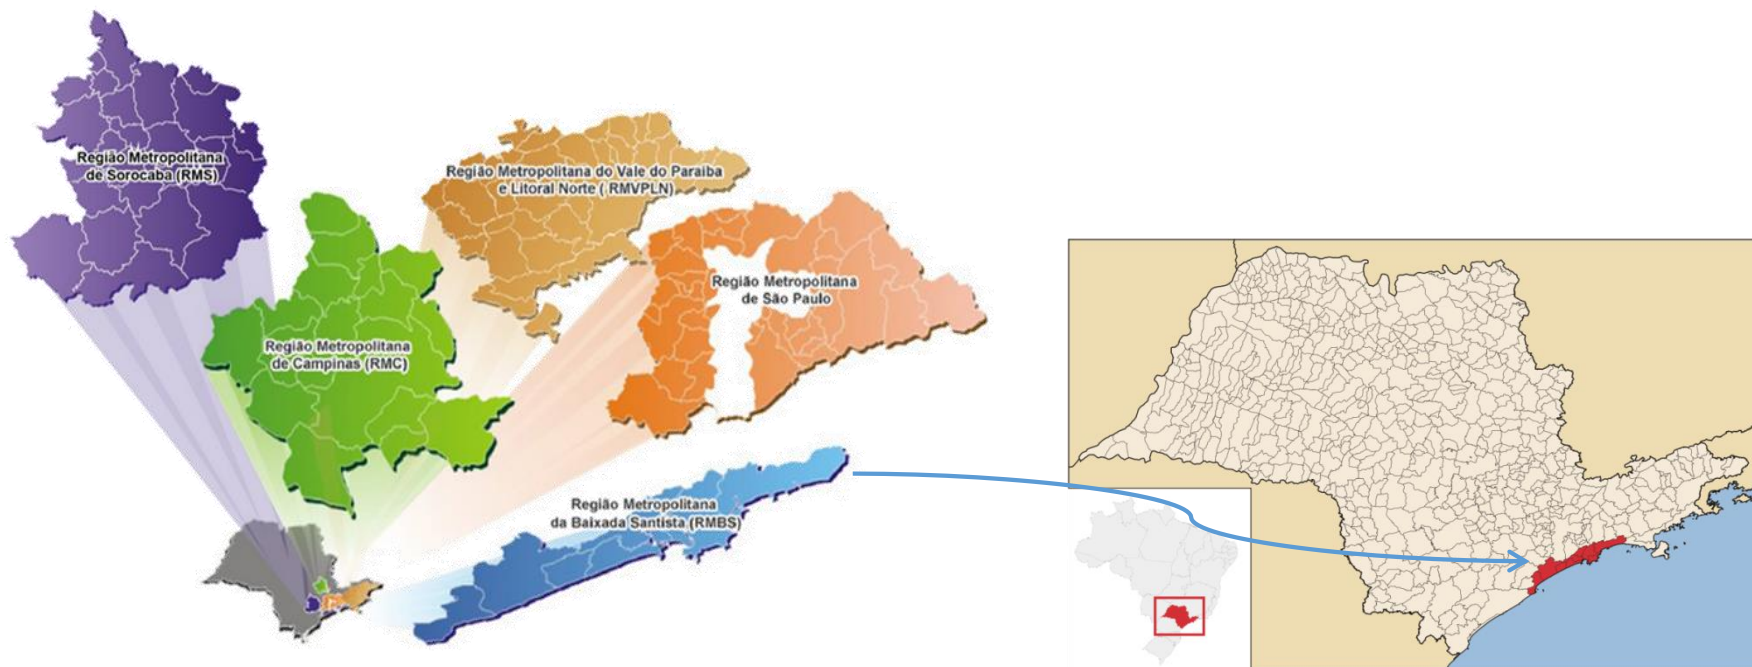 Região Metropolitana
de Sorocaba (RMS)
Região Metropolitana do Vale do Paraiba
e Litoral Norte ( RMVPLN)
Região Metropolitana
de São Paulo
Região Metropolitana
de Campinas (RMC)
Região Metropolitana
da Baixada Santista (RMBS)